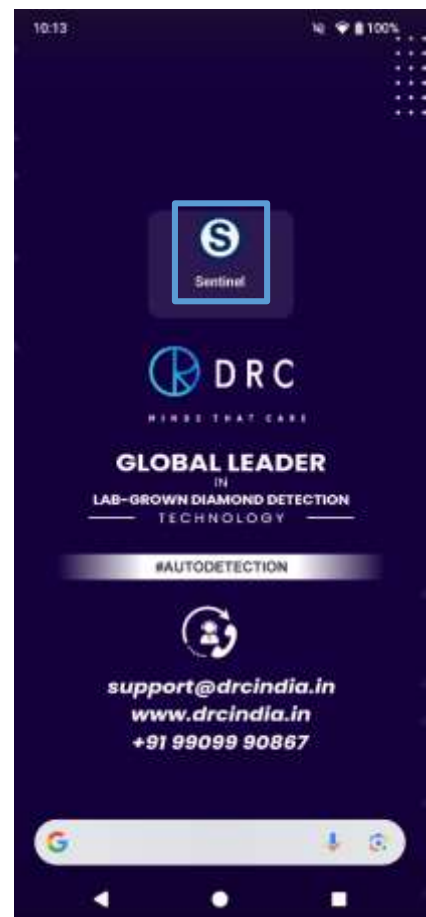 10:13
100%
S
Sentinel
DRC
MINDS THAT CARE
GLOBAL LEADER
IN
LAB-GROWN DIAMOND DETECTION
TECHNOLOGY
#AUTODETECTION
support@drcindia.in
www.drcindia.in
+91 99099 90867
G